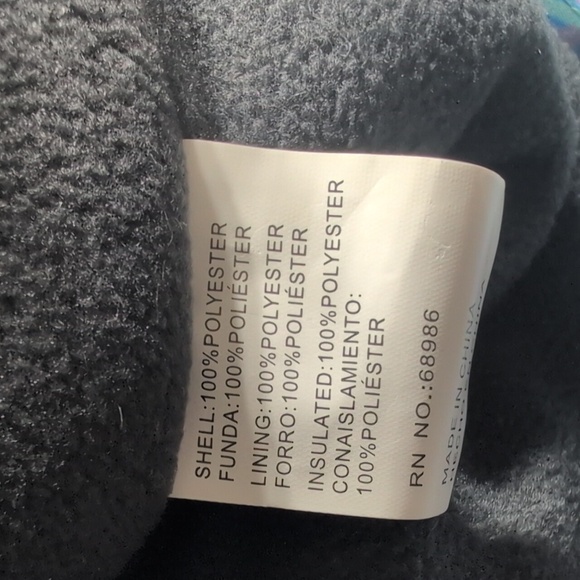 SHELL:100%POLYESTER
FUNDA:100%POLIÉSTER
LINING:100%POLYESTER
FORRO:100%POLIÉSTER
INSULATED:100%POLYESTER
CONAISLAMIENTO:
100%POLIÉSTER
RN NO.:68986
MADE IN CHINA